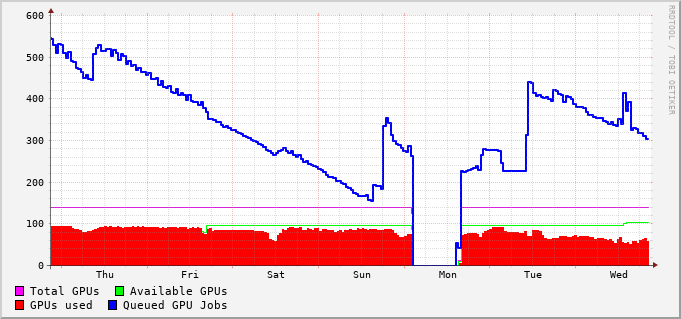 600
500
400
300
200
100
0
Thu Fri Sat Sun Mon Tue Wed
Total GPUs Available GPUs
GPUs used Queued GPU Jobs
RRDTOOL / TOBI OETIKER